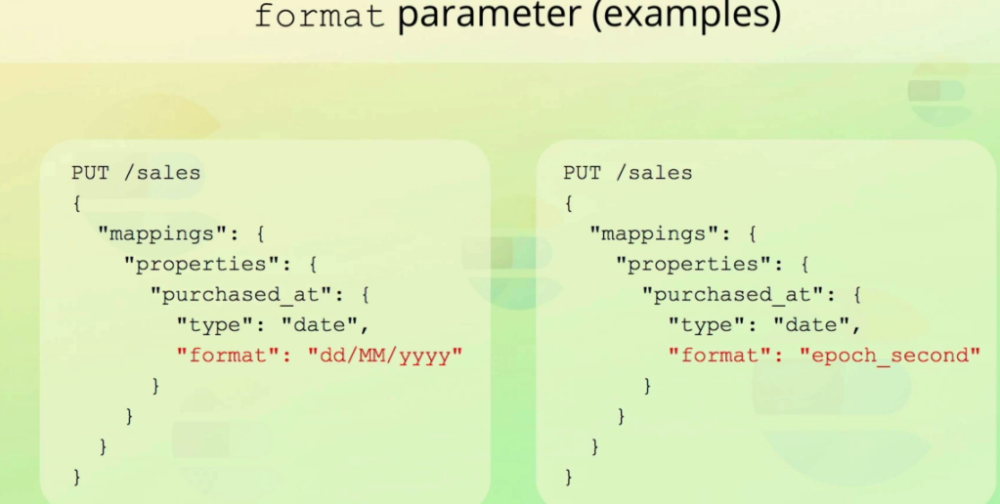 format parameter (examples)
PUT /sales
{
  "mappings": {
    "properties": {
      "purchased_at": {
        "type": "date",
        "format": "dd/MM/yyyy"
      }
    }
  }
}
PUT /sales
{
  "mappings": {
    "properties": {
      "purchased_at": {
        "type": "date",
        "format": "epoch_second"
      }
    }
  }
}